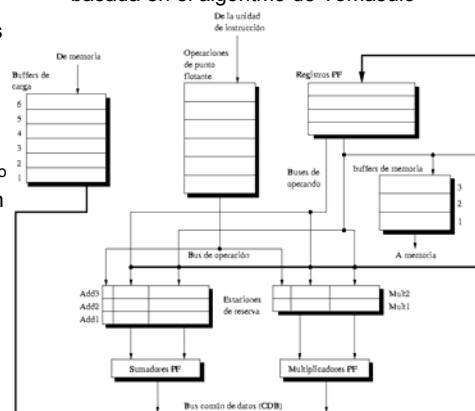 basada en el algoritmo de Tomasulo
s
o
n
De la unidad
de instrucción
De memoria
Operaciones
de punto
flotante
Buffers de
carga
Registros PF
6
5
4
3
2
1
Buses de
operando
buffers de memoria
3
2
1
Bus de operación
A memoria
Add3
Add2
Add1
Estaciones
de reserva
Mult2
Mult1
Sumadores PF
Multiplicadores PF
Bus común de datos (CDB)